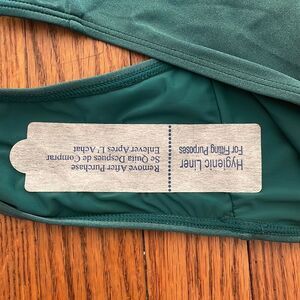 Hygienic Liner
For Fitting Purposes
Remove After Purchase
Se Quita Despues de Comprar
Enlever Apres L' Achat